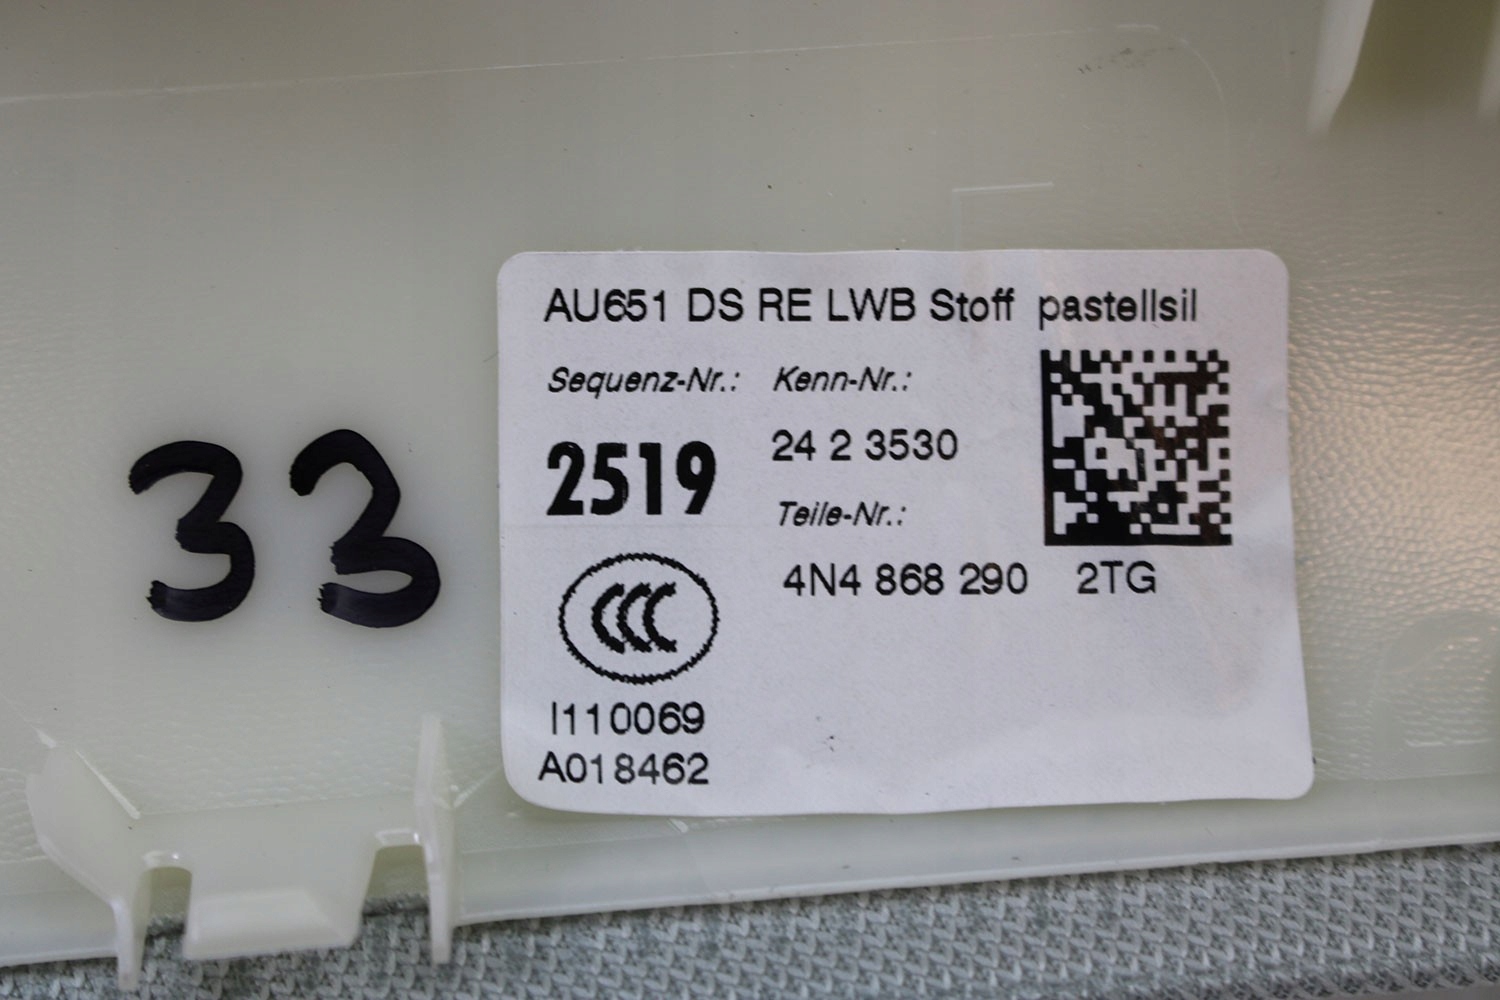 33
AU651 DS RE LWB Stoff pastellsil
Sequenz-Nr.: Kenn-Nr.:
2519 24 2 3530
Teile-Nr.:
4N4 868 290 2TG
CCC
I110069
A018462